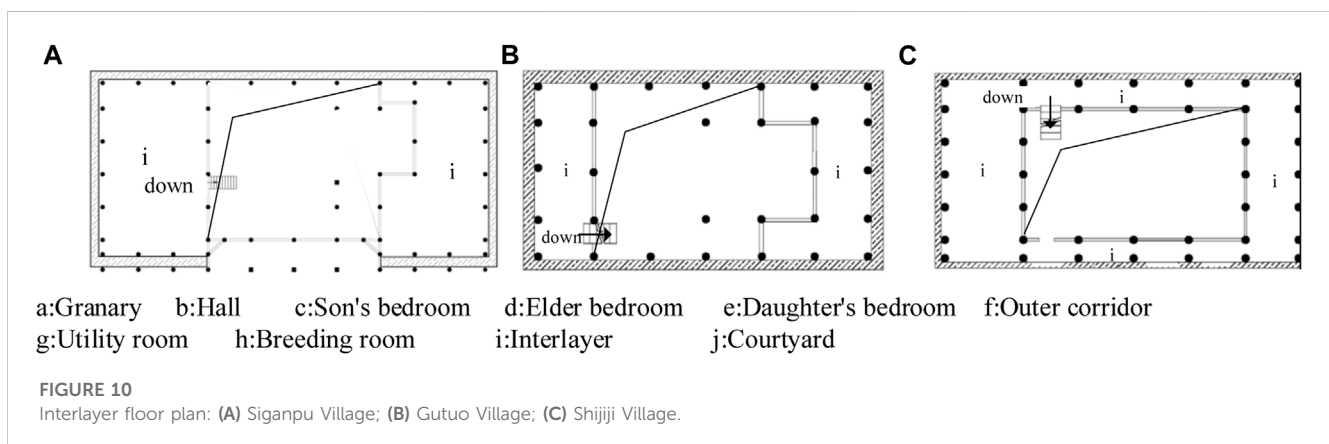 A
B
C
i
down
i
i
down
i
down
i
i
i
i
a:Granary b:Hall c:Son's bedroom d:Elder bedroom e:Daughter's bedroom f:Outer corridor
g:Utility room h:Breeding room i:Interlayer j:Courtyard
FIGURE 10
Interlayer floor plan: (A) Siganpu Village; (B) Gutuo Village; (C) Shijiji Village.